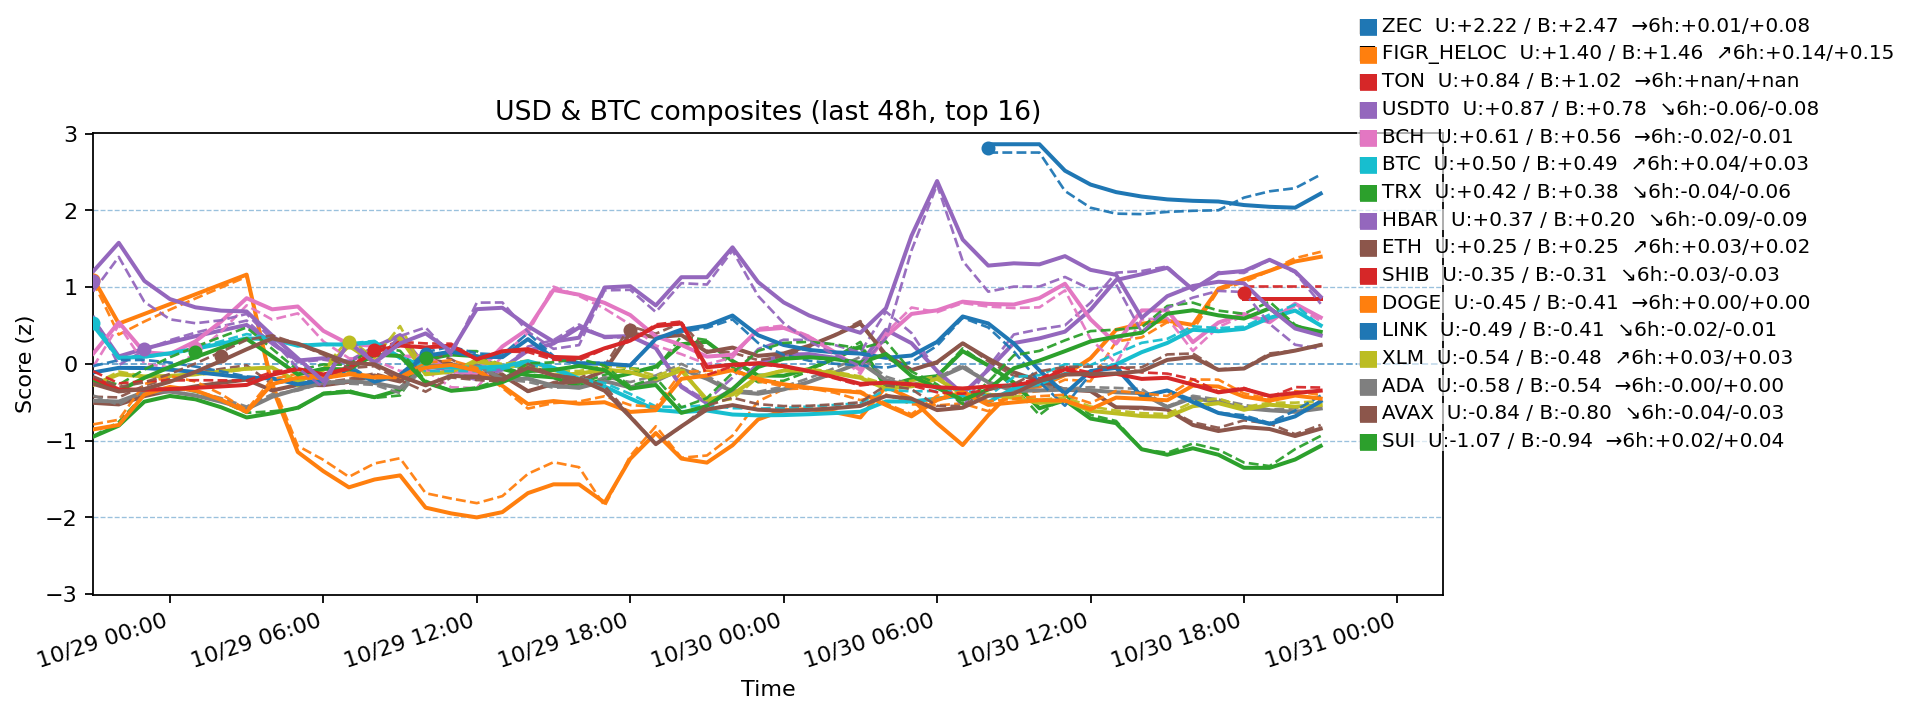 ZEC U:+2.22 / B:+2.47 →6h:+0.01/+0.08
FIGR_HELOC U:+1.40 / B:+1.46 ↗6h:+0.14/+0.15
TON U:+0.84 / B:+1.02 →6h:+nan/+nan
USDT0 U:+0.87 / B:+0.78 ↘6h:-0.06/-0.08
BCH U:+0.61 / B:+0.56 →6h:-0.02/-0.01
BTC U:+0.50 / B:+0.49 ↗6h:+0.04/+0.03
TRX U:+0.42 / B:+0.38 ↘6h:-0.04/-0.06
HBAR U:+0.37 / B:+0.20 ↘6h:-0.09/-0.09
ETH U:+0.25 / B:+0.25 ↗6h:+0.03/+0.02
SHIB U:-0.35 / B:-0.31 ↘6h:-0.03/-0.03
DOGE U:-0.45 / B:-0.41 →6h:+0.00/+0.00
LINK U:-0.49 / B:-0.41 ↘6h:-0.02/-0.01
XLM U:-0.54 / B:-0.48 ↗6h:+0.03/+0.03
ADA U:-0.58 / B:-0.54 →6h:-0.00/+0.00
AVAX U:-0.84 / B:-0.80 ↘6h:-0.04/-0.03
SUI U:-1.07 / B:-0.94 →6h:+0.02/+0.04
USD & BTC composites (last 48h, top 16)
Score (z)
3
2
1
0
−1
−2
−3
10/29 00:00
10/29 06:00
10/29 12:00
10/29 18:00
10/30 00:00
10/30 06:00
10/30 12:00
10/30 18:00
10/31 00:00
Time